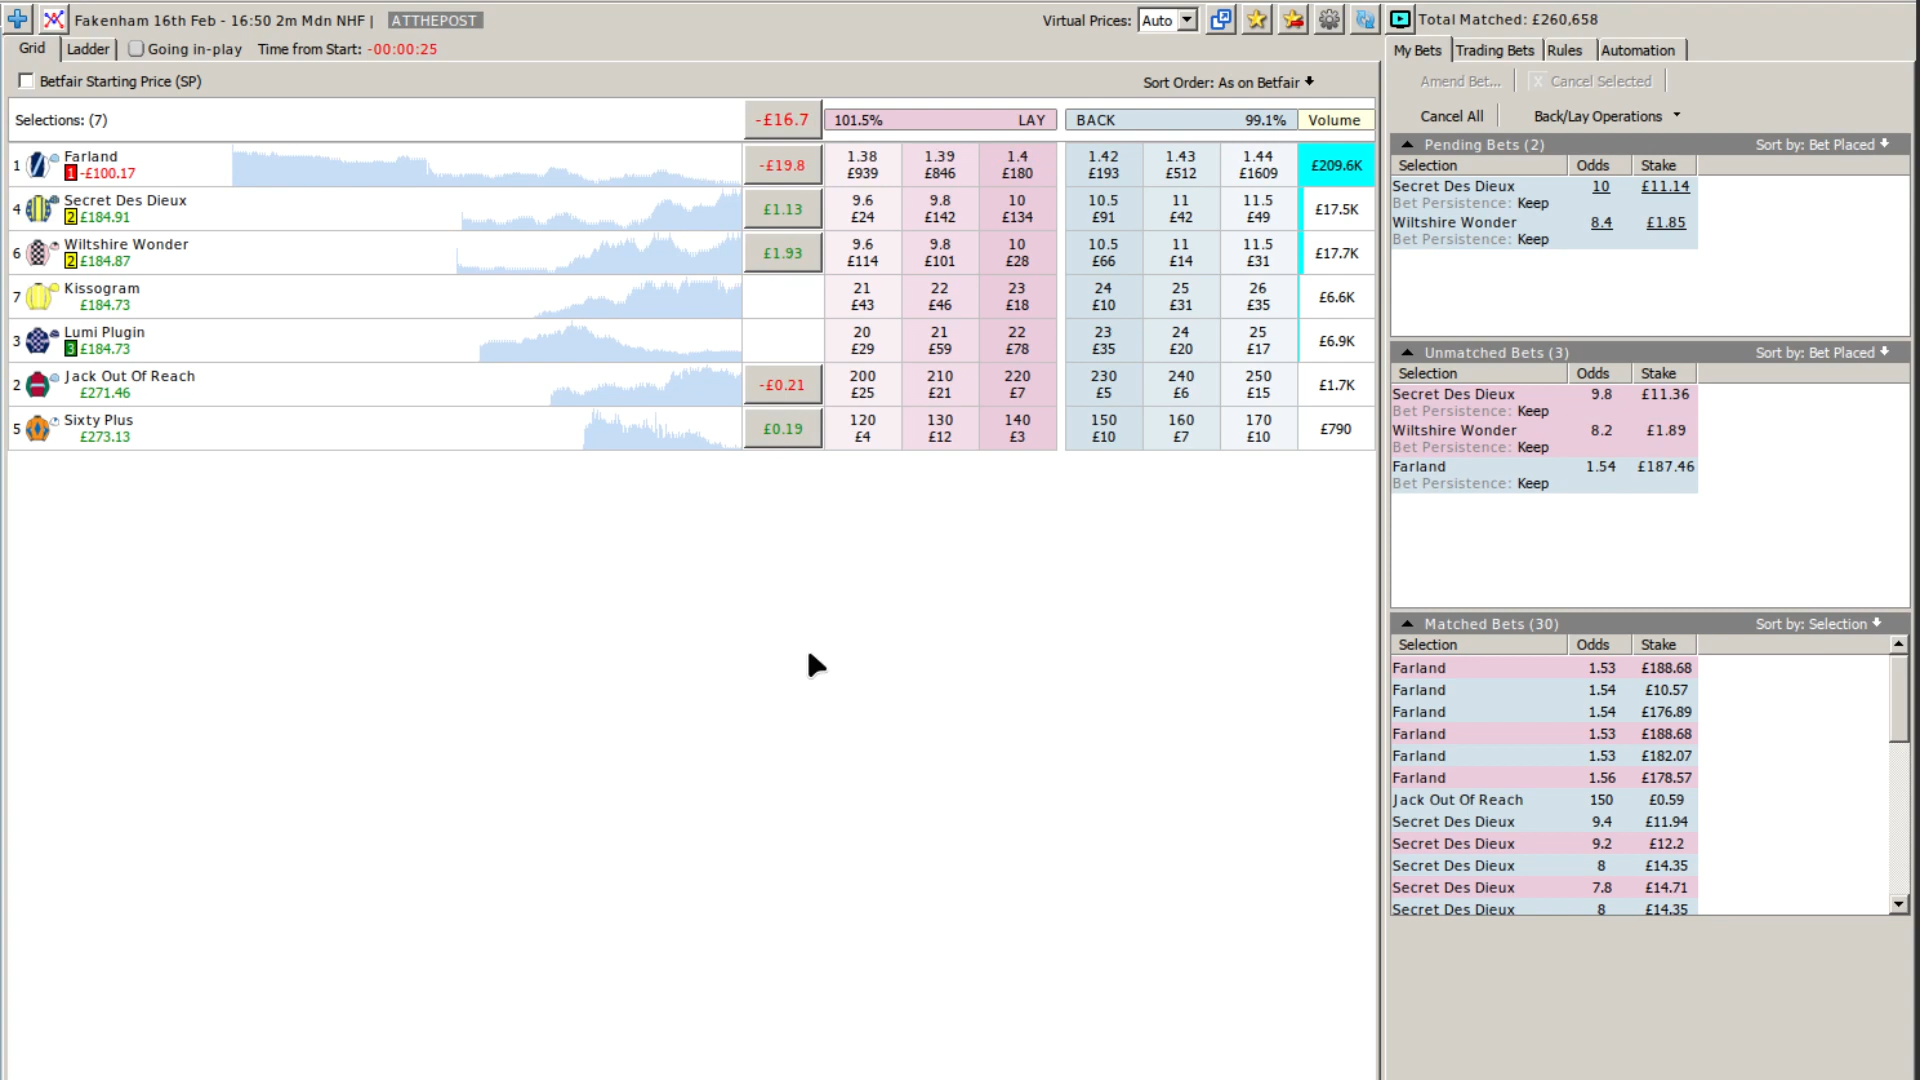 Fakenham 16th Feb - 16:50 2m Mdn NHF | ATTHEPOST Virtual Prices: Auto Total Matched: £260,658
Grid Ladder Going in-play Time from Start: -00:00:25
My Bets Trading Bets Rules Automation
Betfair Starting Price (SP) Sort Order: As on Betfair
Amend Bet... X Cancel Selected
Cancel All Back/Lay Operations
Selections: (7) -£16.7 101.5% LAY BACK 99.1% Volume
1 Farland -£19.8 1.38 1.39 1.4 1.42 1.43 1.44 £209.6K
1 -£100.17 £939 £846 £180 £193 £512 £1609
4 Secret Des Dieux £1.13 9.6 9.8 10 10.5 11 11.5 £17.5K
2 £184.91 £24 £142 £134 £91 £42 £49
6 Wiltshire Wonder £1.93 9.6 9.8 10 10.5 11 11.5 £17.7K
2 £184.87 £114 £101 £28 £66 £14 £31
7 Kissogram 21 22 23 24 25 26 £6.6K
£184.73 £43 £46 £18 £10 £31 £35
3 Lumi Plugin 20 21 22 23 24 25 £6.9K
3 £184.73 £29 £59 £78 £35 £20 £17
2 Jack Out Of Reach -£0.21 200 210 220 230 240 250 £1.7K
£271.46 £25 £21 £7 £5 £6 £15
5 Sixty Plus £0.19 120 130 140 150 160 170 £790
£273.13 £4 £12 £3 £10 £7 £10
Pending Bets (2) Sort by: Bet Placed
Selection Odds Stake
Secret Des Dieux 10 £11.14
Bet Persistence: Keep
Wiltshire Wonder 8.4 £1.85
Bet Persistence: Keep
Unmatched Bets (3) Sort by: Bet Placed
Selection Odds Stake
Secret Des Dieux 9.8 £11.36
Bet Persistence: Keep
Wiltshire Wonder 8.2 £1.89
Bet Persistence: Keep
Farland 1.54 £187.46
Bet Persistence: Keep
Matched Bets (30) Sort by: Selection
Selection Odds Stake
Farland 1.53 £188.68
Farland 1.54 £10.57
Farland 1.54 £176.89
Farland 1.53 £188.68
Farland 1.53 £182.07
Farland 1.56 £178.57
Jack Out Of Reach 150 £0.59
Secret Des Dieux 9.4 £11.94
Secret Des Dieux 9.2 £12.2
Secret Des Dieux 8 £14.35
Secret Des Dieux 7.8 £14.71
Secret Des Dieux 8 £14.35